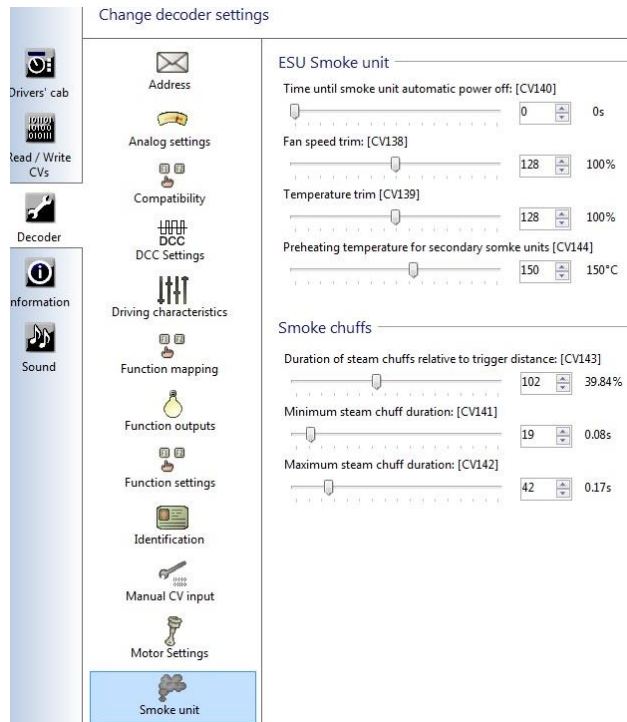 Change decoder settings
Drivers' cab
Read / Write
CVs
Decoder
Information
Sound
Address
Analog settings
Compatibility
DCC
DCC Settings
Driving characteristics
Function mapping
Function outputs
Function settings
Identification
Manual CV input
Motor Settings
Smoke unit
ESU Smoke unit
Time until smoke unit automatic power off: [CV140]
0 0s
Fan speed trim: [CV138]
128 100%
Temperature trim [CV139]
128 100%
Preheating temperature for secondary somke units [CV144]
150 150°C
Smoke chuffs
Duration of steam chuffs relative to trigger distance: [CV143]
102 39.84%
Minimum steam chuff duration: [CV141]
19 0.08s
Maximum steam chuff duration: [CV142]
42 0.17s